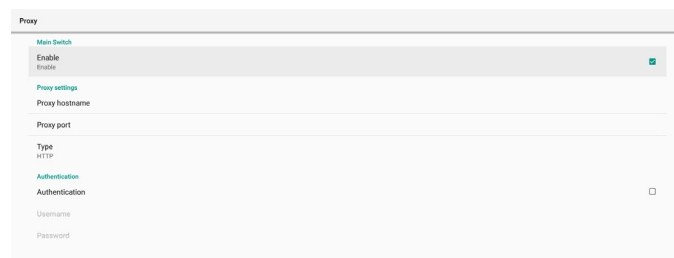 Proxy
Main Switch
Enable
Enable
Proxy settings
Proxy hostname
Proxy port
Type
HTTP
Authentication
Authentication
Username
Password